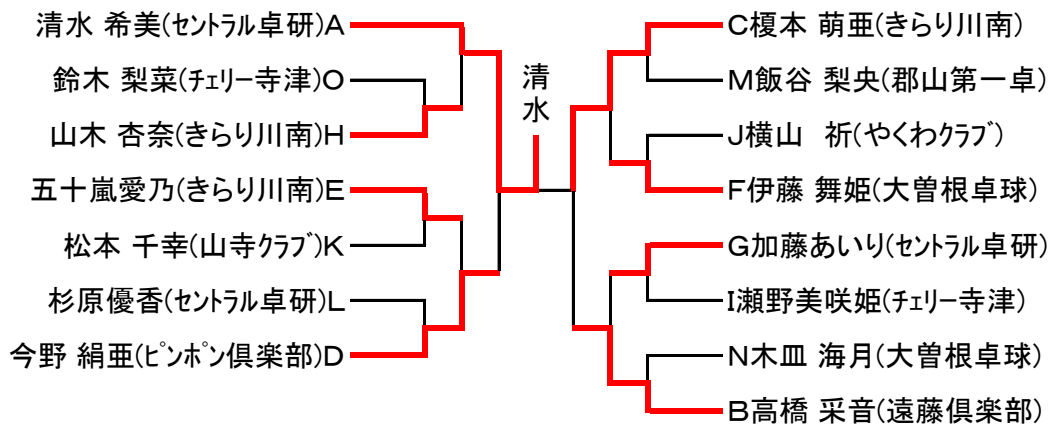 清水 希美(ｾﾝﾄﾗﾙ卓研)A
鈴木 梨菜(ﾁｪﾘｰ寺津)O
山木 杏奈(きらり川南)H
五十嵐愛乃(きらり川南)E
松本 千幸(山寺ｸﾗﾌﾞ)K
杉原優香(ｾﾝﾄﾗﾙ卓研)L
今野 絹亜(ﾋﾟﾝﾎﾟﾝ倶楽部)D
清水
C榎本 萌亜(きらり川南)
M飯谷 梨央(郡山第一卓)
J横山　祈(やくわｸﾗﾌﾞ)
F伊藤 舞姫(大曽根卓球)
G加藤あいり(ｾﾝﾄﾗﾙ卓研)
I瀬野美咲姫(ﾁｪﾘｰ寺津)
N木皿 海月(大曽根卓球)
B高橋 采音(遠藤倶楽部)